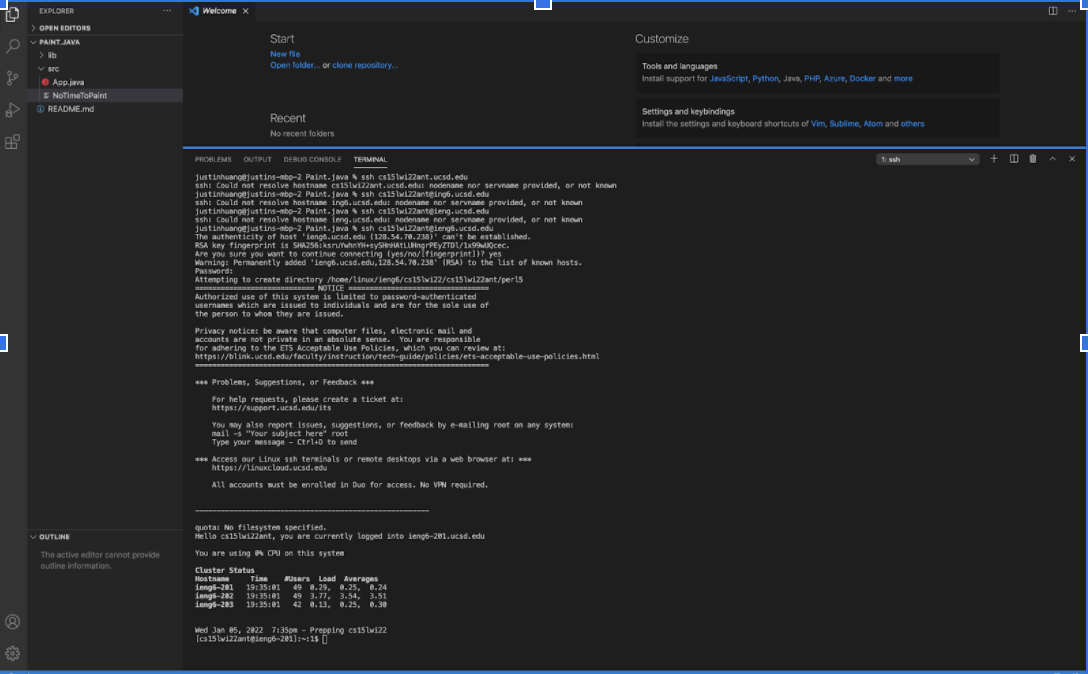 EXPLORER
OPEN EDITORS
PAINT.JAVA
lib
src
App.java
NoTimeToPaint
README.md
OUTLINE
The active editor cannot provide
outline information.
Welcome
Start
New file
Open folder... or clone repository...
Recent
No recent folders
Customize
Tools and languages
Install support for JavaScript, Python, Java, PHP, Azure, Docker and more
Settings and keybindings
Install the settings and keyboard shortcuts of Vim, Sublime, Atom and others
PROBLEMS OUTPUT DEBUG CONSOLE TERMINAL
1: ssh
justinhuang@justins-mbp-2 Paint.java % ssh cs15lwi22ant.ucsd.edu
ssh: Could not resolve hostname cs15lwi22ant.ucsd.edu: nodename nor servname provided, or not known
justinhuang@justins-mbp-2 Paint.java % ssh cs15lwi22ant@ing6.ucsd.edu
ssh: Could not resolve hostname ing6.ucsd.edu: nodename nor servname provided, or not known
justinhuang@justins-mbp-2 Paint.java % ssh cs15lwi22ant@ieng.ucsd.edu
ssh: Could not resolve hostname ieng.ucsd.edu: nodename nor servname provided, or not known
justinhuang@justins-mbp-2 Paint.java % ssh cs15lwi22ant@ieng6.ucsd.edu
The authenticity of host 'ieng6.ucsd.edu (128.54.70.238)' can't be established.
RSA key fingerprint is
Are you sure you want to continue connecting (yes/no/[fingerprint])? yes
Warning: Permanently added 'ieng6.ucsd.edu,128.54.70.238' (RSA) to the list of known hosts.
Password:
Attempting to create directory /home/linux/ieng6/cs15lwi22/cs15lwi22ant/perl5
============================ NOTICE =================================
Authorized use of this system is limited to password-authenticated
usernames which are issued to individuals and are for the sole use of
the person to whom they are issued.
Privacy notice: be aware that computer files, electronic mail and
accounts are not private in an absolute sense. You are responsible
for adhering to the ETS Acceptable Use Policies, which you can review at:
https://blink.ucsd.edu/faculty/instruction/tech-guide/policies/ets-acceptable-use-policies.html
======================================================================
*** Problems, Suggestions, or Feedback ***
For help requests, please create a ticket at:
https://support.ucsd.edu/its
You may also report issues, suggestions, or feedback by e-mailing root on any system:
mail -s "Your subject here" root
Type your message - Ctrl+D to send
*** Access our Linux ssh terminals or remote desktops via a web browser at: ***
https://linuxcloud.ucsd.edu
All accounts must be enrolled in Duo for access. No VPN required.
quota: No filesystem specified.
Hello cs15lwi22ant, you are currently logged into ieng6-201.ucsd.edu
You are using 0% CPU on this system
Cluster Status
Hostname Time #Users Load Averages
ieng6-201 19:35:01 49 0.29, 0.25, 0.24
ieng6-202 19:35:01 49 3.77, 3.54, 3.51
ieng6-203 19:35:01 42 0.13, 0.25, 0.30
Wed Jan 05, 2022 7:35pm - Prepping cs15lwi22
[cs15lwi22ant@ieng6-201]:~:1$